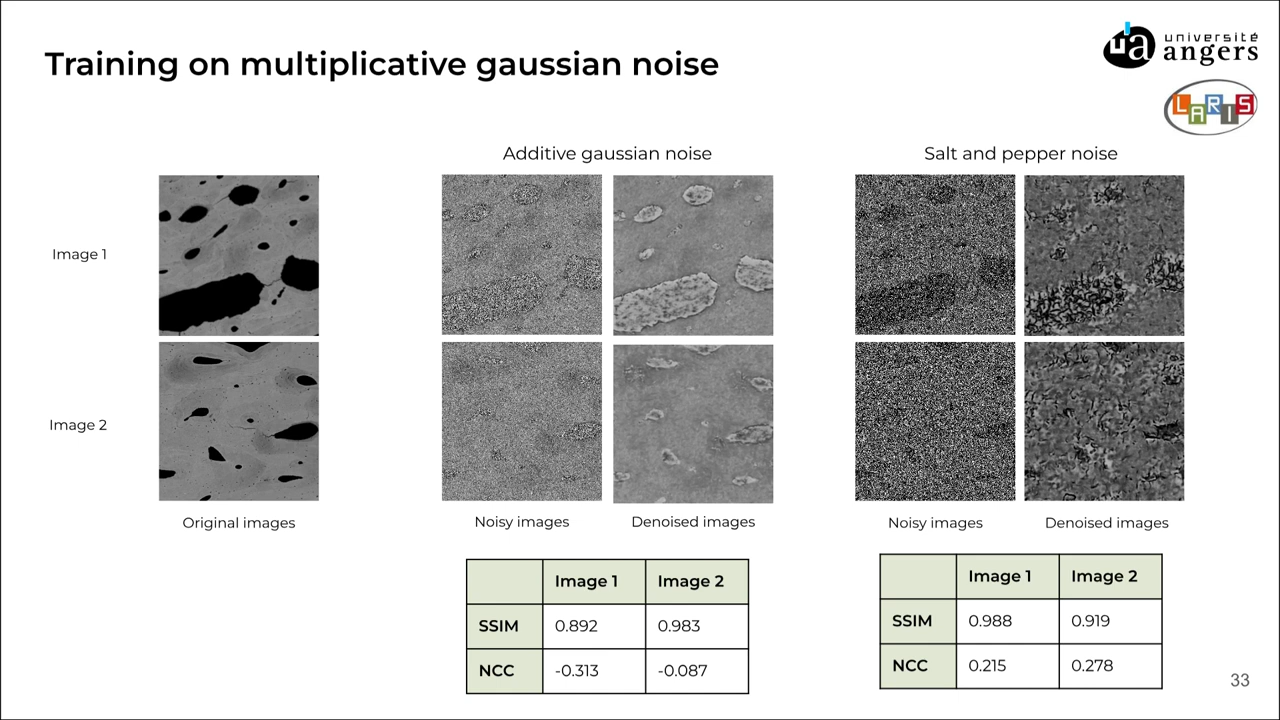 Training on multiplicative gaussian noise
université
angers
LARIS
Additive gaussian noise
Salt and pepper noise
Image 1
Image 2
Original images
Noisy images
Denoised images
Noisy images
Denoised images
Image 1 Image 2
SSIM 0.892 0.983
NCC -0.313 -0.087
Image 1 Image 2
SSIM 0.988 0.919
NCC 0.215 0.278
33